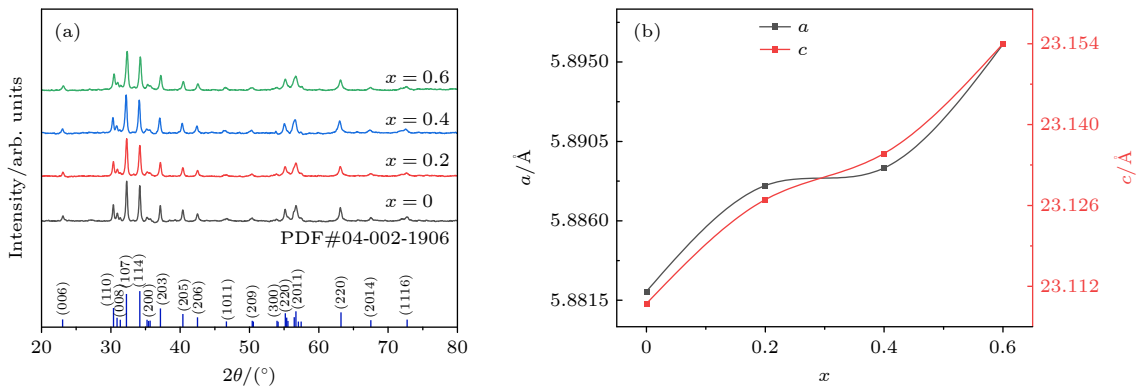 (a)
Intensity/arb. units
x = 0.6
x = 0.4
x = 0.2
x = 0
PDF#04-002-1906
(006)
(110)
(008)
(107)
(114)
(200)
(203)
(205)
(206)
(1011)
(209)
(300)
(220)
(2011)
(220)
(2014)
(1116)
20 30 40 50 60 70 80
2θ/(°)
(b)
a
c
a/Å
5.8950
5.8905
5.8860
5.8815
c/Å
23.154
23.140
23.126
23.112
0 0.2 0.4 0.6
x